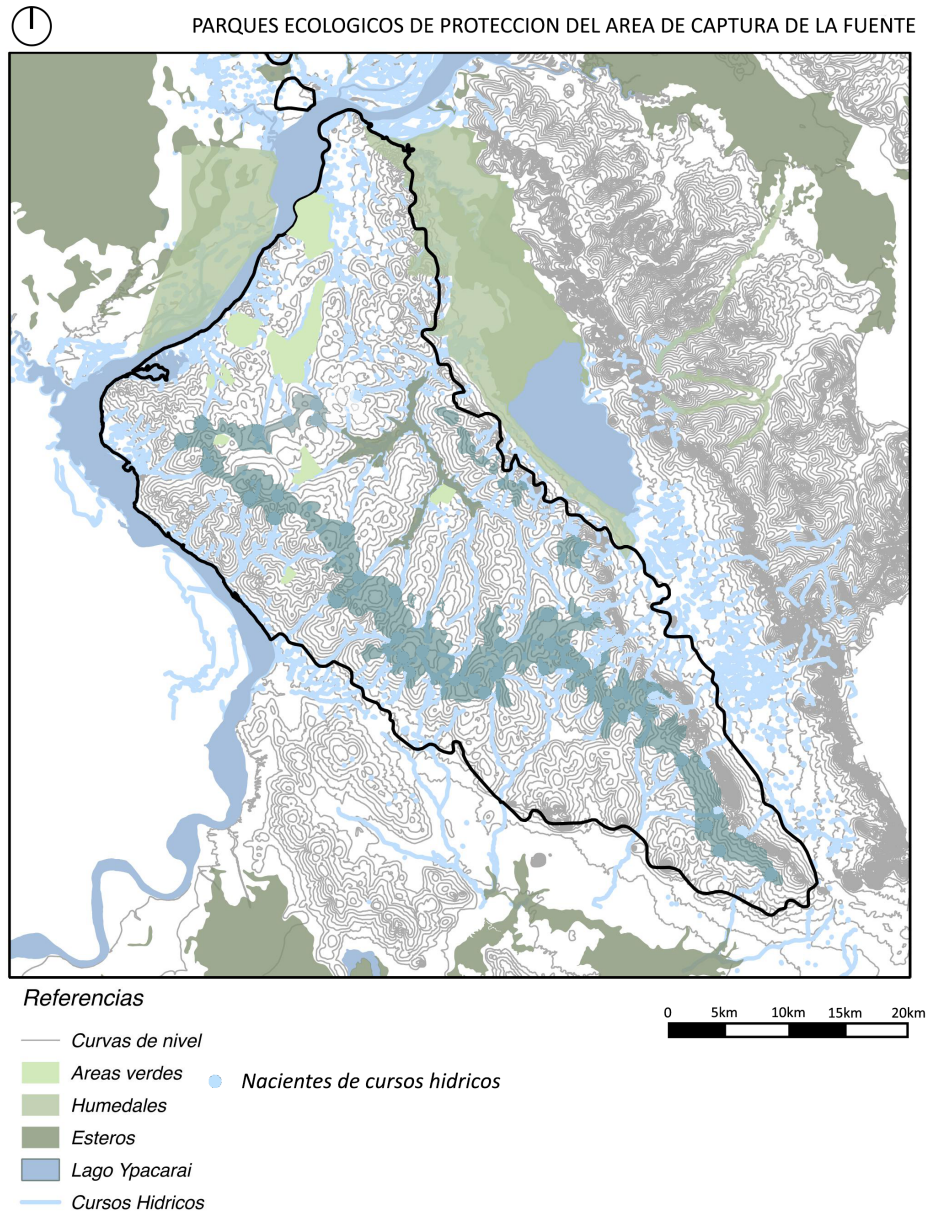 PARQUES ECOLOGICOS DE PROTECCION DEL AREA DE CAPTURA DE LA FUENTE
Referencias
Curvas de nivel
Areas verdes
Nacientes de cursos hidricos
Humedales
Esteros
Lago Ypacarai
Cursos Hidricos
0 5km 10km 15km 20km